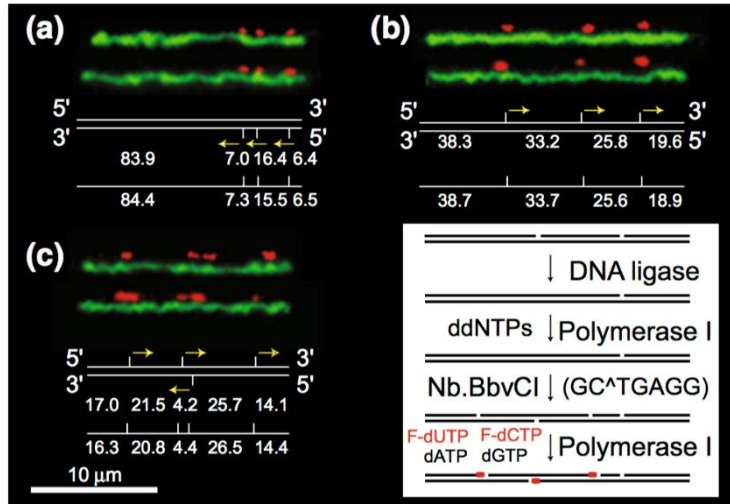 (a)
5' 3'
3' 5'
83.9 7.0 16.4 6.4
84.4 7.3 15.5 6.5
(b)
5' 3'
3' 5'
38.3 33.2 25.8 19.6
38.7 33.7 25.6 18.9
(c)
5' 3'
3' 5'
17.0 21.5 4.2 25.7 14.1
16.3 20.8 4.4 26.5 14.4
10 μm
DNA ligase
ddNTPs Polymerase I
Nb.BbvCI (GC^TGAGG)
F-dUTP F-dCTP
dATP dGTP Polymerase I